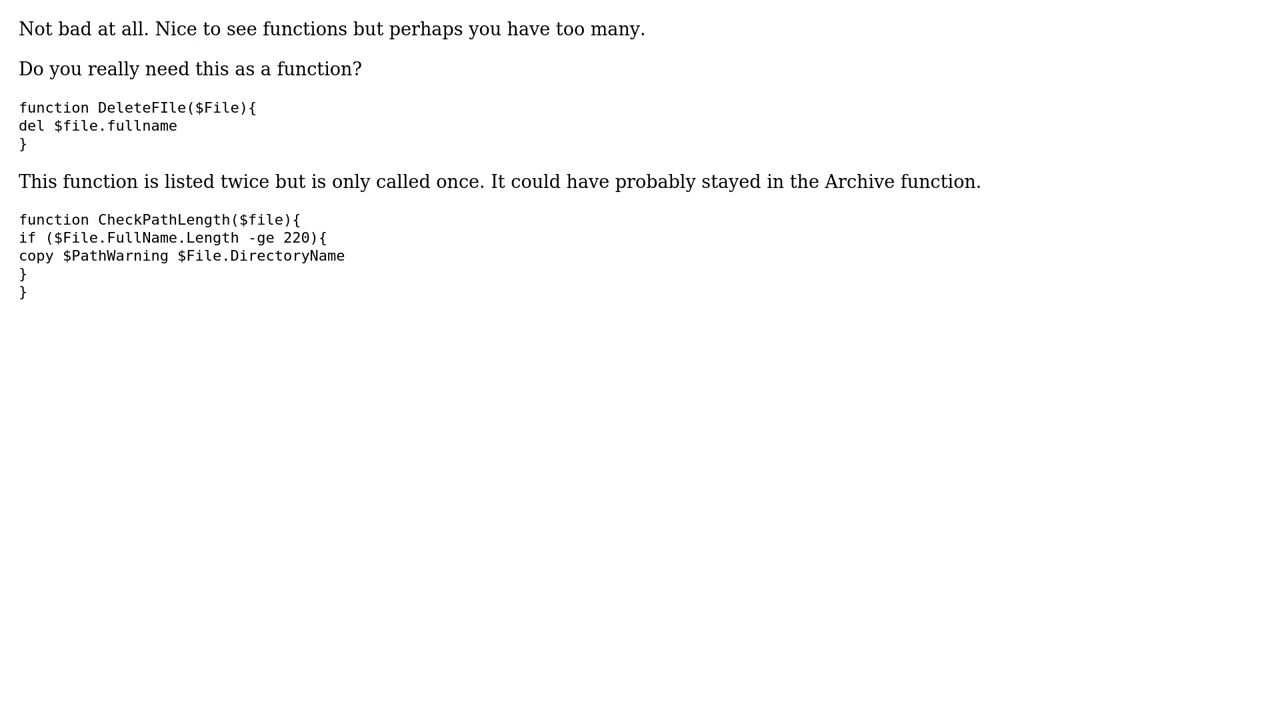 Not bad at all. Nice to see functions but perhaps you have too many.
Do you really need this as a function?
function DeleteFIle($File){
del $file.fullname
}
This function is listed twice but is only called once. It could have probably stayed in the Archive function.
function CheckPathLength($file){
if ($File.FullName.Length -ge 220){
copy $PathWarning $File.DirectoryName
}
}